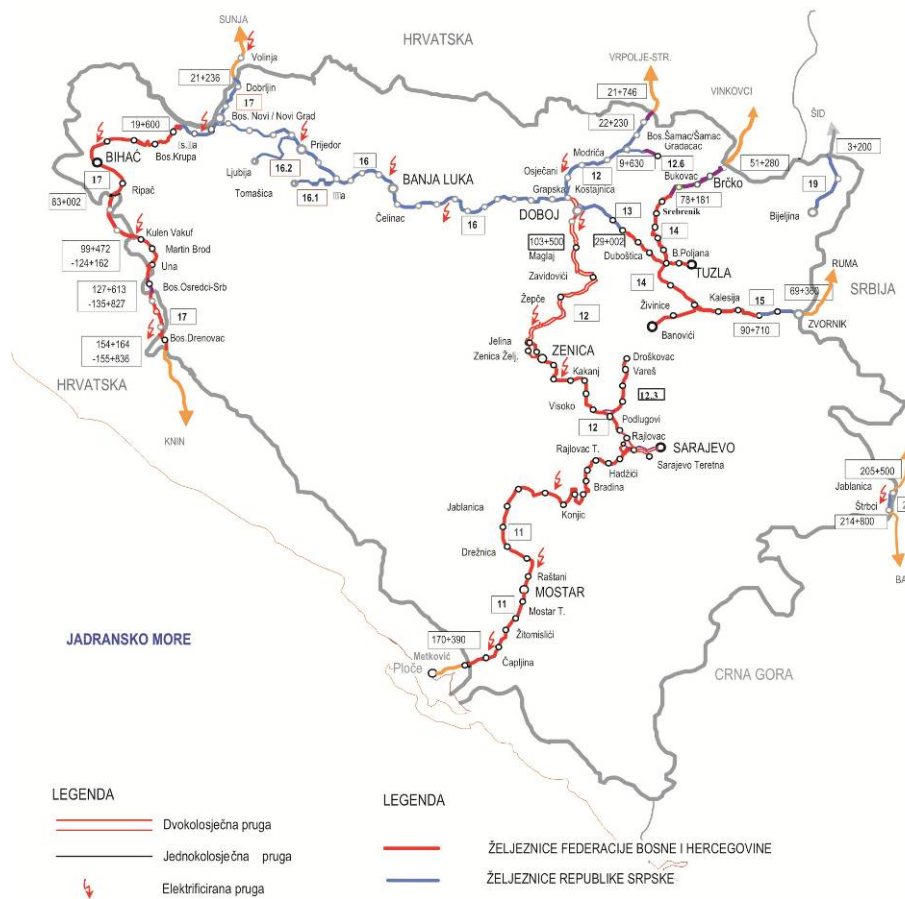 SUNJA
Volinja
HRVATSKA
VRPOLJE-STR.
21+236
Dobrljin
17
21+746
VINKOVCI
ŠID
19+600
Bos. Novi / Novi Grad
22+230
Bos.Šamac/Šamac
Gradacac
3+200
Bos.Krupa
Prijedor
Modriča
9+630
12.6
51+280
BIHAĆ
Ljubija
16.2
16
Osječani
12
Bukovac
Brčko
17
Ripač
Tomašica
16.1
BANJA LUKA
Grapska
Kostajnica
78+181
19
83+002
Čelinac
16
DOBOJ
13
Srebrenik
Bijeljina
Kulen Vakuf
103+500
29+002
14
99+472
-124+162
Martin Brod
Maglaj
Duboštica
B.Poljana
TUZLA
RUMA
Una
Zavidovići
14
69+360
SRBIJA
127+613
-135+827
Bos.Osredci-Srb
Žepče
12
Živinice
Kalesija
15
ZVORNIK
17
Banovići
90+710
154+164
-155+836
Bos.Drenovac
Jelina
Zenica Želj.
ZENICA
Droškovac
Vareš
HRVATSKA
Kakanj
12.3
Visoko
12
Podlugovi
KNIN
Rajlovac
Rajlovac T.
SARAJEVO
Hadžići
Sarajevo Teretna
Bradina
205+500
Jablanica
Štrbci
2
214+800
Jablanica
Konjic
11
Drežnica
BA
Raštani
MOSTAR
11
Mostar T.
JADRANSKO MORE
170+390
Žitomislići
Metković
Ploče
Čapljina
CRNA GORA
LEGENDA
Dvokolosječna pruga
Jednokolosječna pruga
Elektrificirana pruga
LEGENDA
ŽELJEZNICE FEDERACIJE BOSNE I HERCEGOVINE
ŽELJEZNICE REPUBLIKE SRPSKE